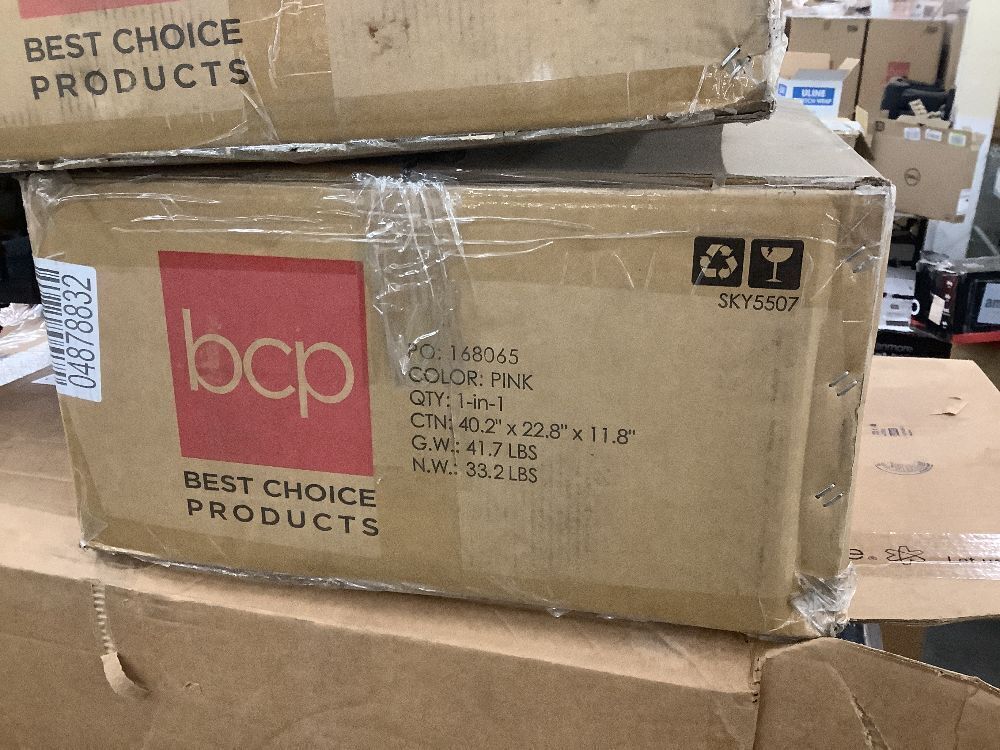 BEST CHOICE
PRODUCTS
ULINE
SKY5507
04878832
bcp
PO: 168065
COLOR: PINK
QTY: 1-in-1
CTN: 40.2" x 22.8" x 11.8"
G.W.: 41.7 LBS
N.W.: 33.2 LBS
BEST CHOICE
PRODUCTS